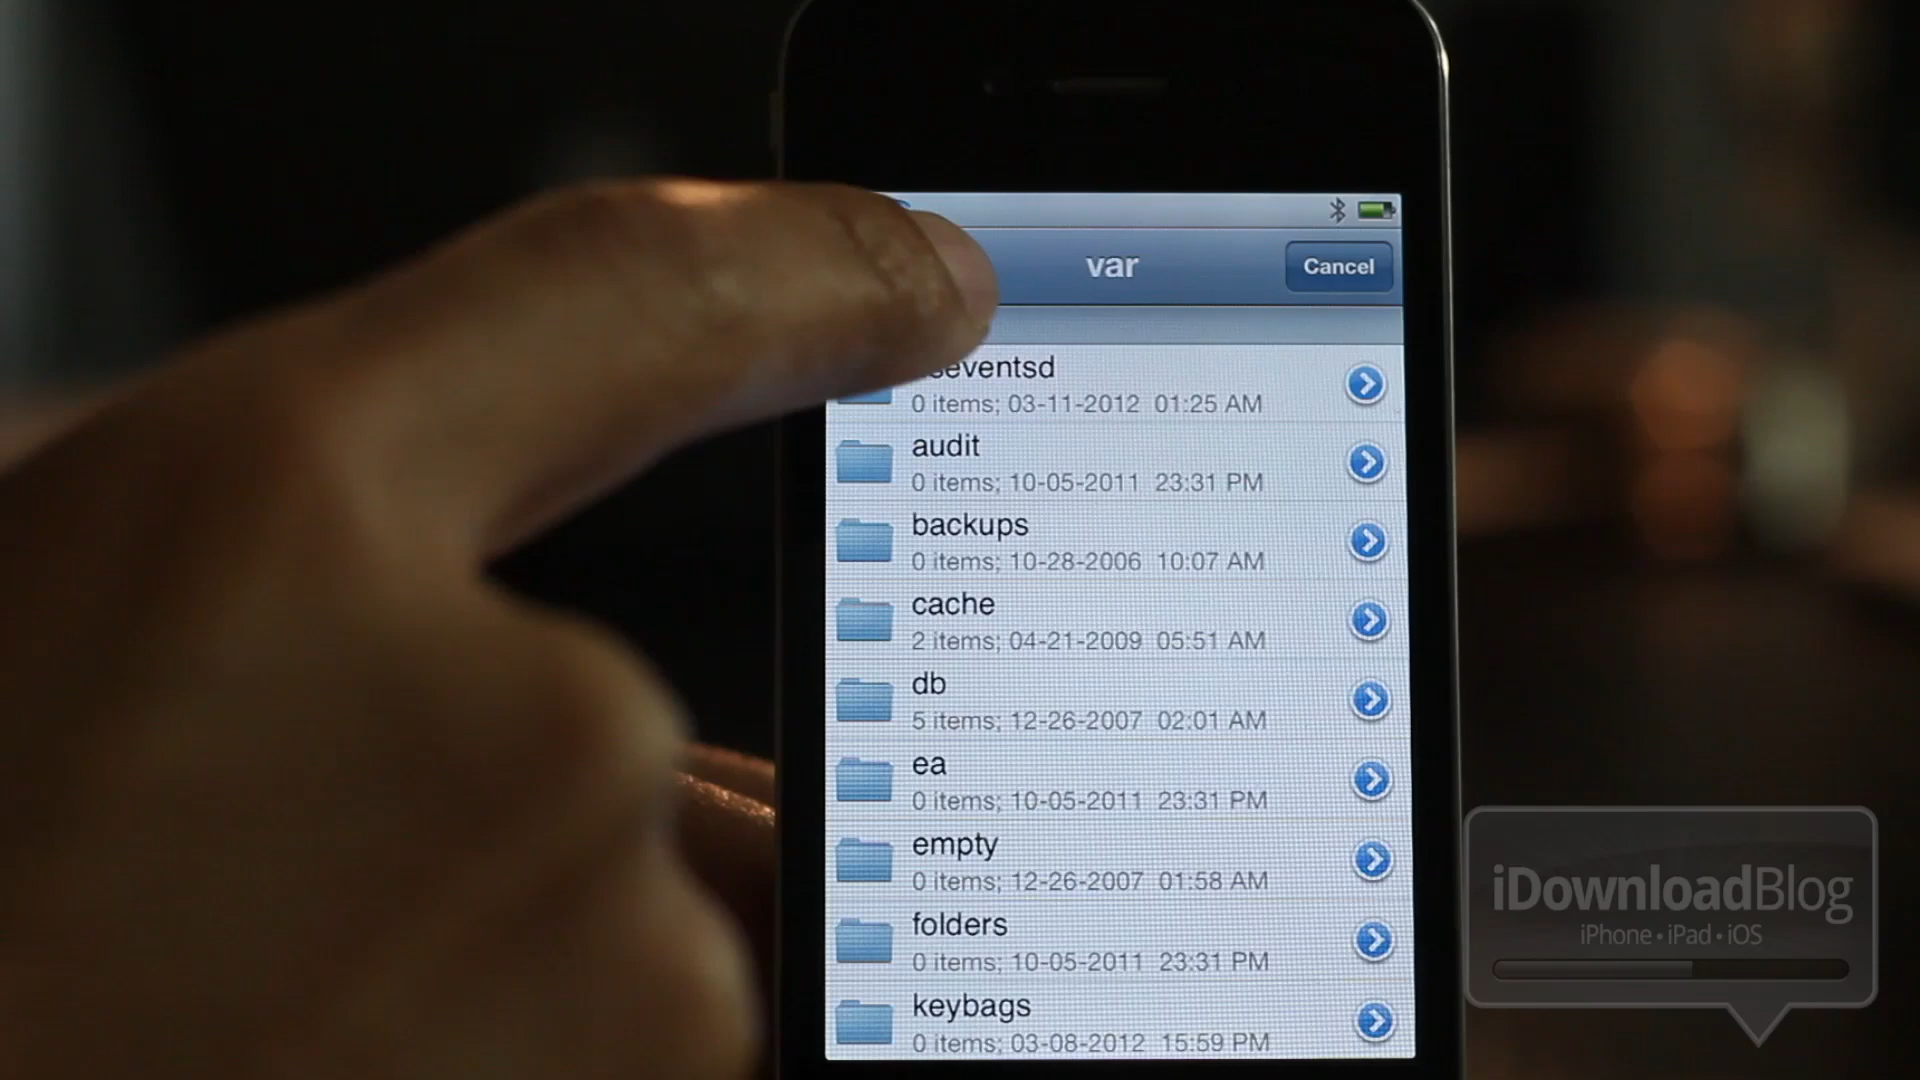 var
Cancel
seventsd
0 items; 03-11-2012 01:25 AM
audit
0 items; 10-05-2011 23:31 PM
backups
0 items; 10-28-2006 10:07 AM
cache
2 items; 04-21-2009 05:51 AM
db
5 items; 12-26-2007 02:01 AM
ea
0 items; 10-05-2011 23:31 PM
empty
0 items; 12-26-2007 01:58 AM
folders
0 items; 10-05-2011 23:31 PM
keybags
0 items; 03-08-2012 15:59 PM
iDownloadBlog
iPhone • iPad • iOS